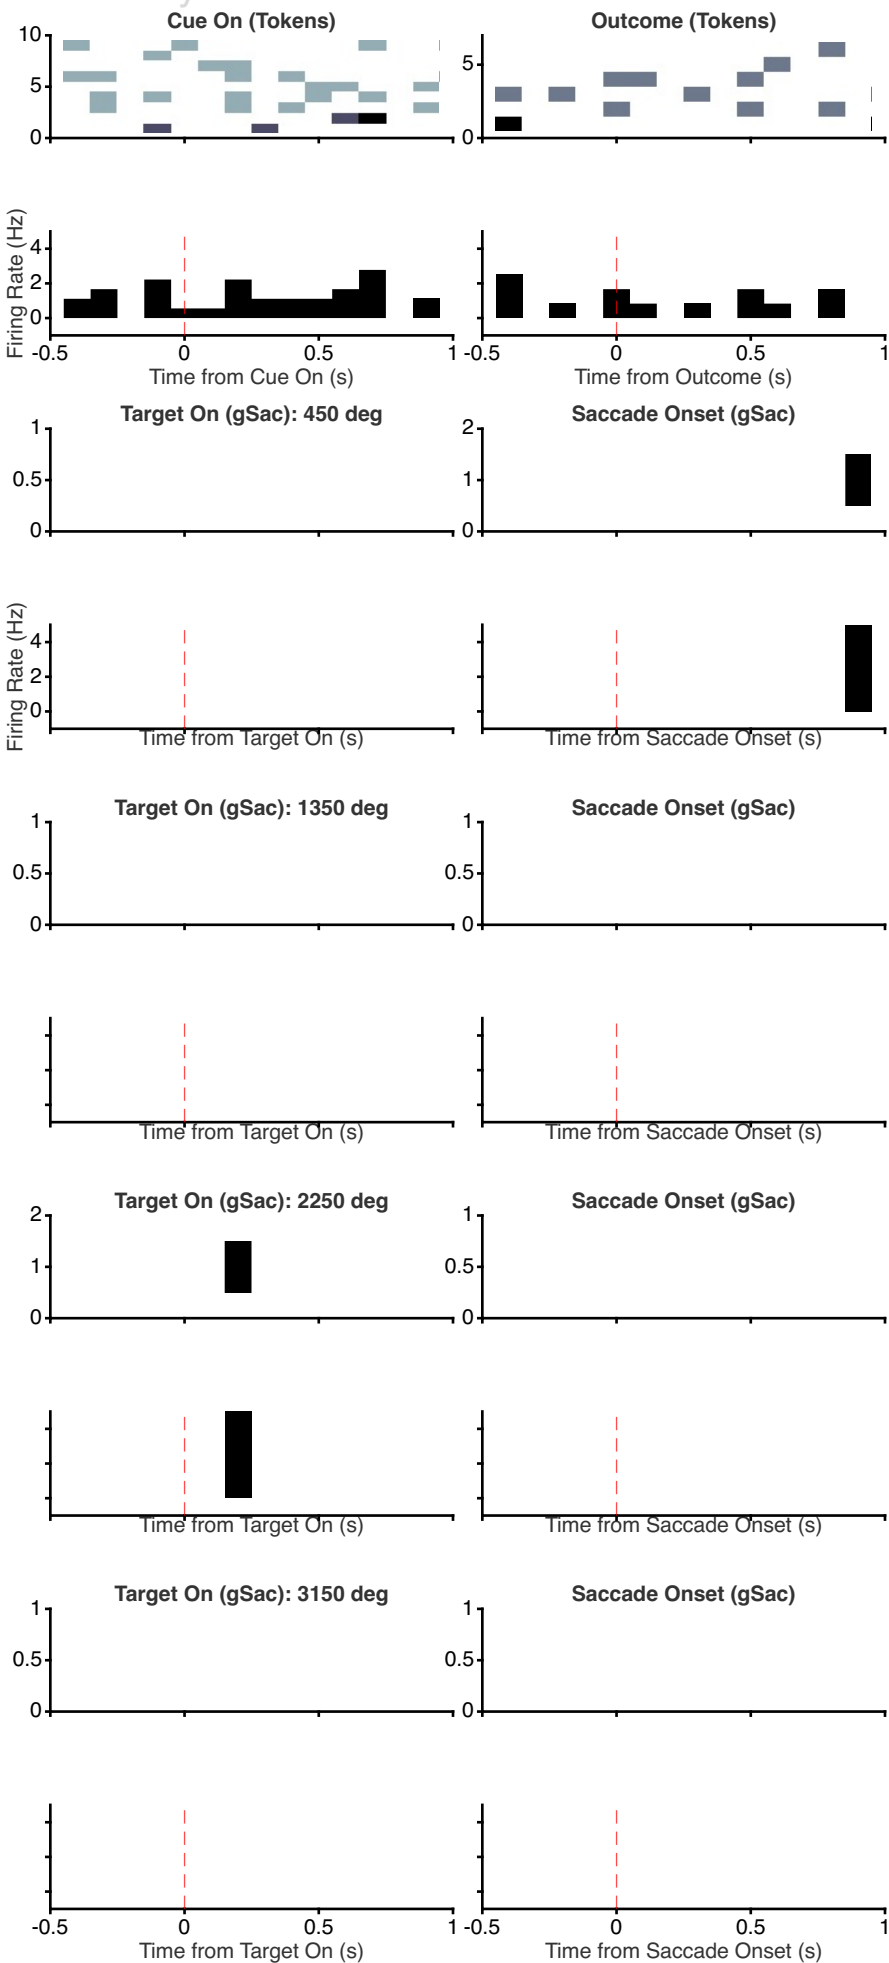 Cue On (Tokens) Outcome (Tokens)
10
5
0
5
0
Firing Rate (Hz)
4
2
0
-0.5 0 0.5 1 -0.5 0 0.5 1
Time from Cue On (s) Time from Outcome (s)
Target On (gSac): 450 deg Saccade Onset (gSac)
1
0.5
0
2
1
0
Firing Rate (Hz)
4
2
0
Time from Target On (s) Time from Saccade Onset (s)
Target On (gSac): 1350 deg Saccade Onset (gSac)
1
0.5
0
1
0.5
0
Time from Target On (s) Time from Saccade Onset (s)
Target On (gSac): 2250 deg Saccade Onset (gSac)
2
1
0
1
0.5
0
Time from Target On (s) Time from Saccade Onset (s)
Target On (gSac): 3150 deg Saccade Onset (gSac)
1
0.5
0
1
0.5
0
-0.5 0 0.5 1 -0.5 0 0.5 1
Time from Target On (s) Time from Saccade Onset (s)